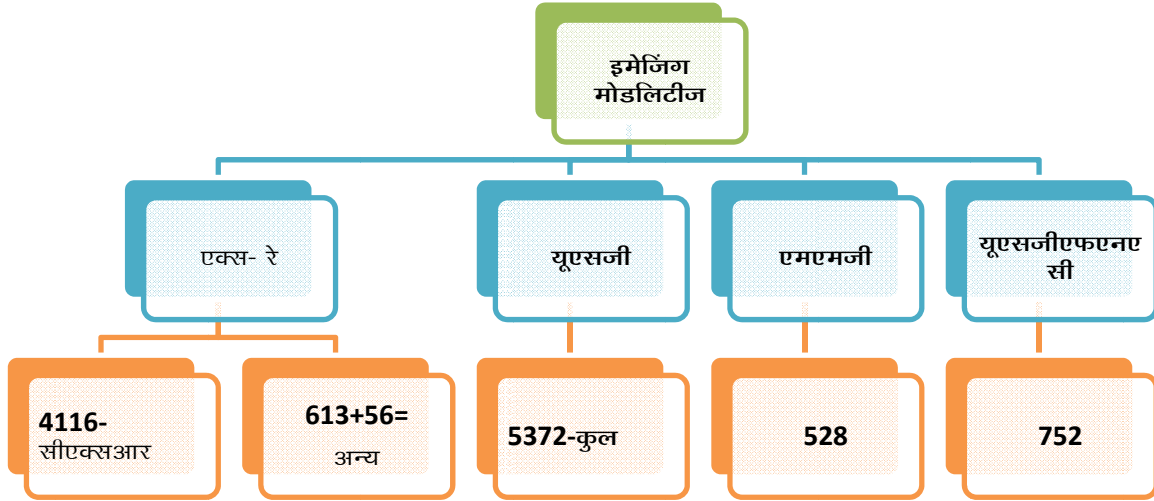 इमेजिंग
मोडलिटीज
एक्स- रे
यूएसजी
एमएमजी
यूएसजीएफएनए
सी
4116-
सीएक्सआर
613+56=
अन्य
5372-कुल
528
752